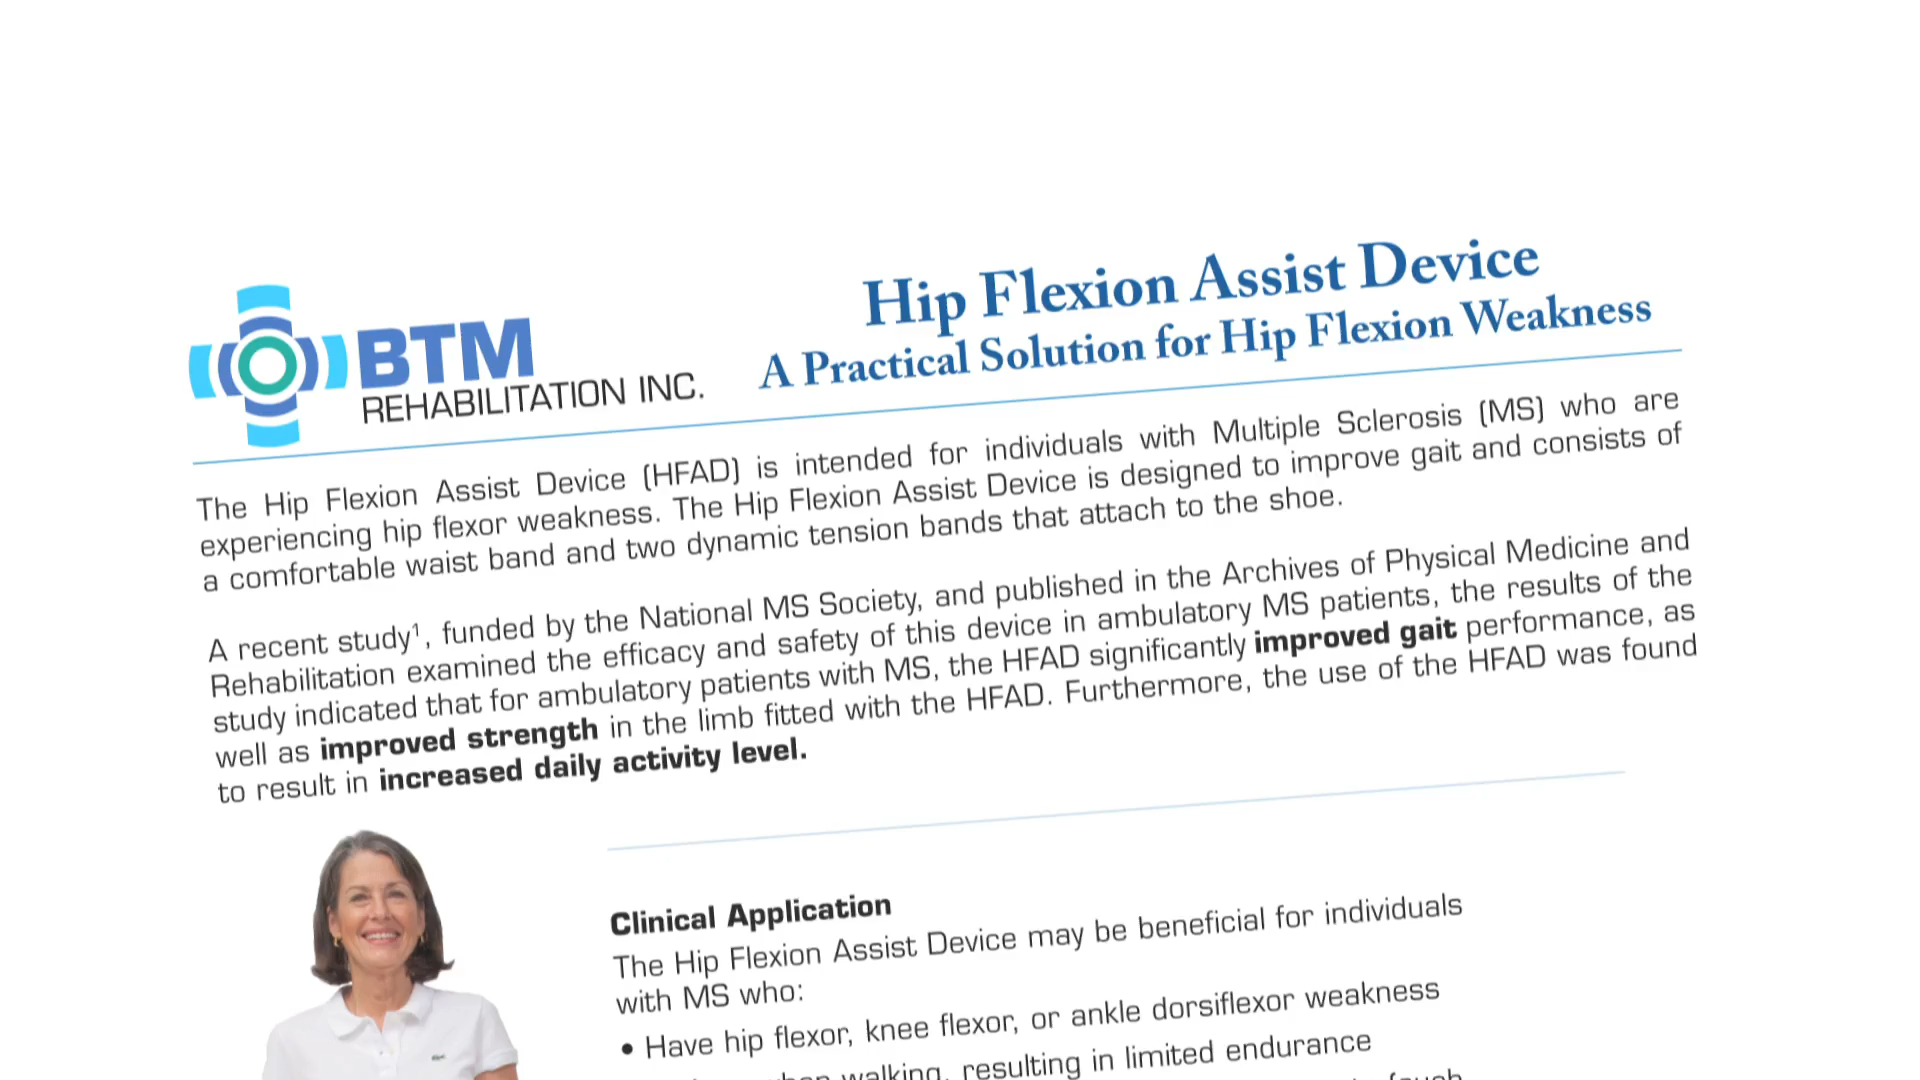 BTM
REHABILITATION INC.
Hip Flexion Assist Device
A Practical Solution for Hip Flexion Weakness
The Hip Flexion Assist Device (HFAD) is intended for individuals with Multiple Sclerosis (MS) who are
experiencing hip flexor weakness. The Hip Flexion Assist Device is designed to improve gait and consists of
a comfortable waist band and two dynamic tension bands that attach to the shoe.
A recent study¹, funded by the National MS Society, and published in the Archives of Physical Medicine and
Rehabilitation examined the efficacy and safety of this device in ambulatory MS patients, the results of the
study indicated that for ambulatory patients with MS, the HFAD significantly improved gait performance, as
well as improved strength in the limb fitted with the HFAD. Furthermore, the use of the HFAD was found
to result in increased daily activity level.
Clinical Application
The Hip Flexion Assist Device may be beneficial for individuals
with MS who:
• Have hip flexor, knee flexor, or ankle dorsiflexor weakness
walking, resulting in limited endurance